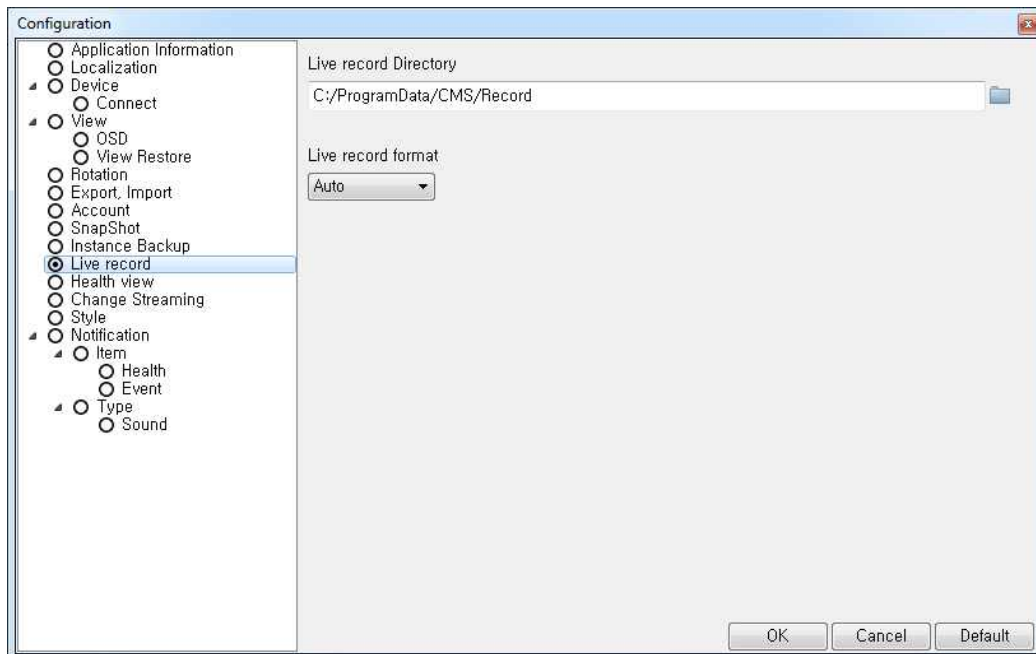 Configuration
Application Information
Localization
Device
Connect
View
OSD
View Restore
Rotation
Export, Import
Account
SnapShot
Instance Backup
Live record
Health view
Change Streaming
Style
Notification
Item
Health
Event
Type
Sound
Live record Directory
C:/ProgramData/CMS/Record
Live record format
Auto
OK
Cancel
Default